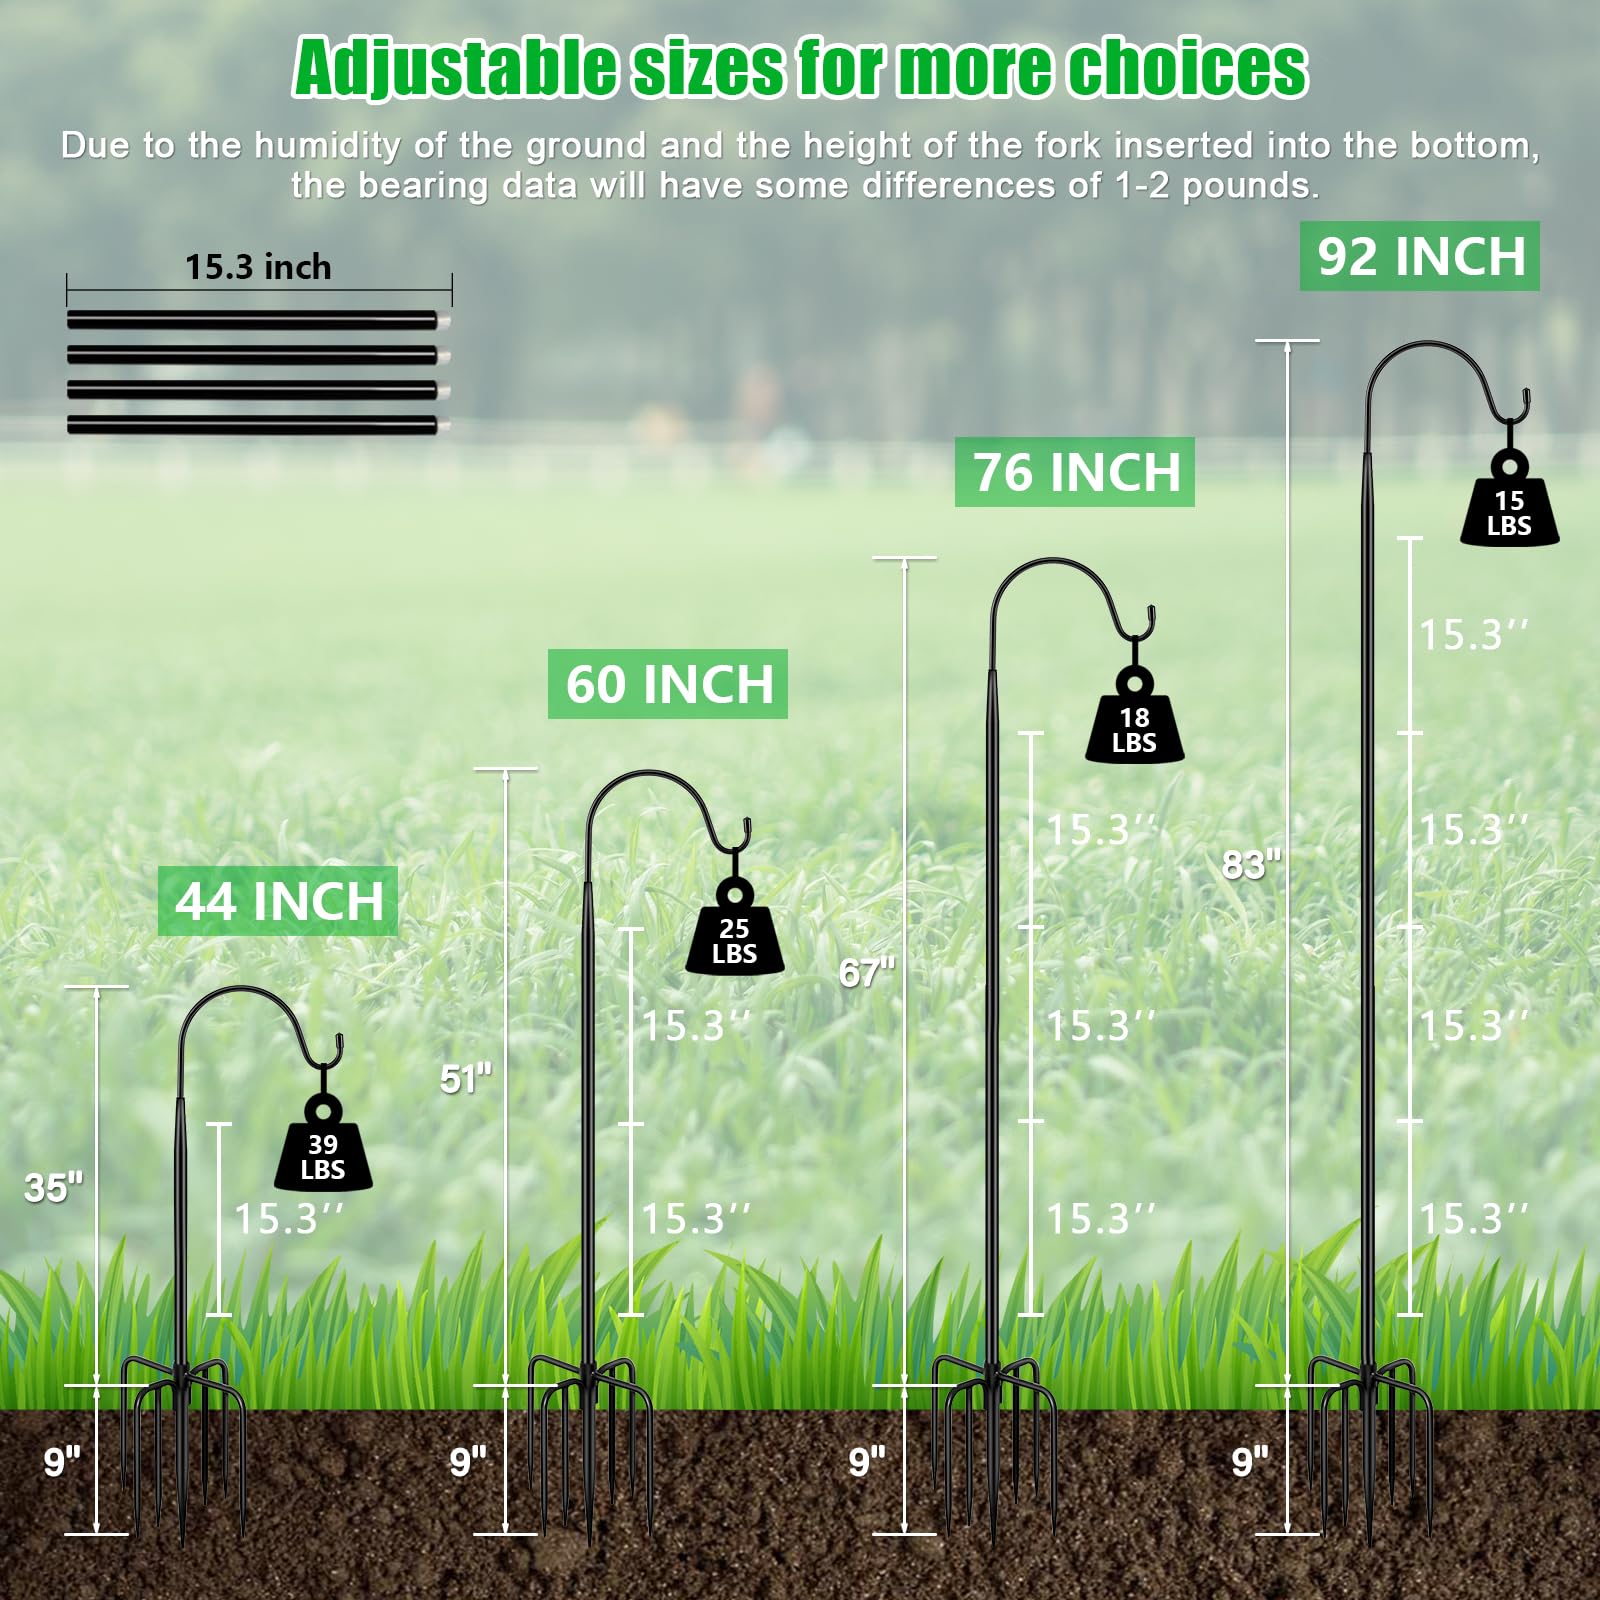 Adjustable sizes for more choices
Due to the humidity of the ground and the height of the fork inserted into the bottom,
the bearing data will have some differences of 1-2 pounds.
15.3 inch
44 INCH
35"
39
LBS
15.3’’
9"
60 INCH
51"
25
LBS
15.3‘‘
15.3’’
9"
76 INCH
67"
18
LBS
15.3’’
15.3’’
15.3’’
9"
92 INCH
83"
15
LBS
15.3’’
15.3’’
15.3’’
15.3’’
9"